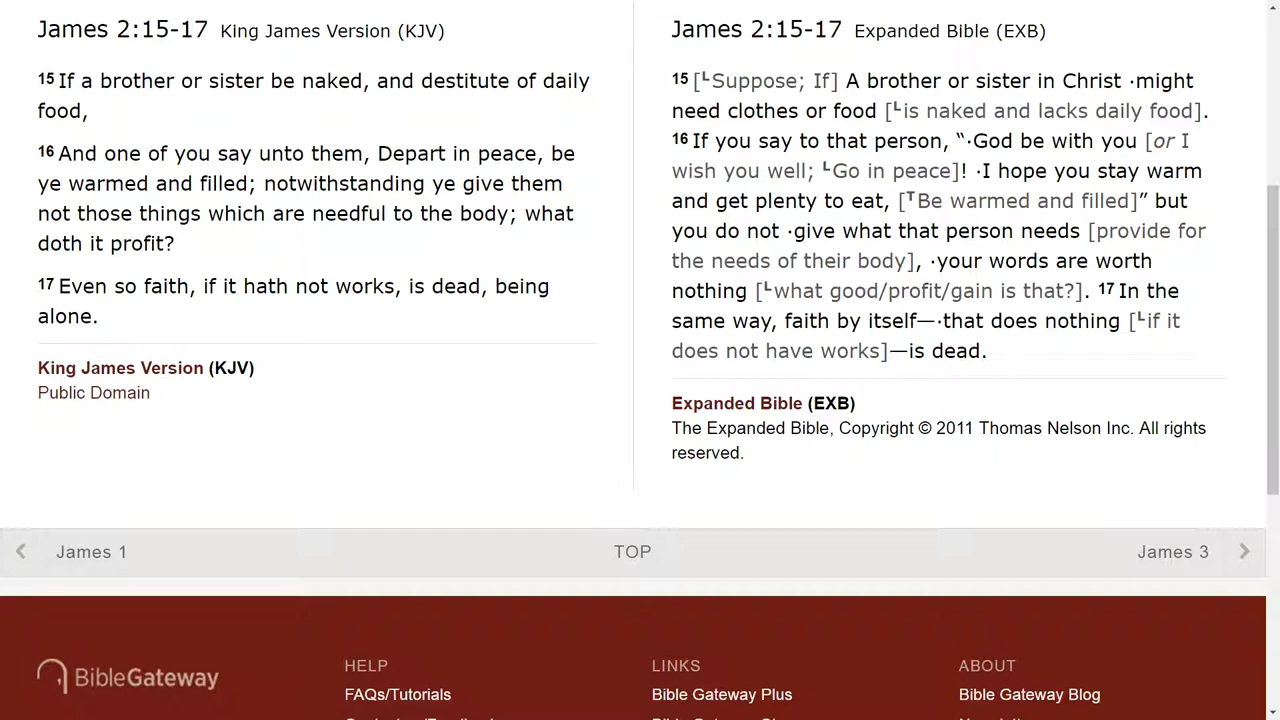 James 2:15-17 King James Version (KJV)
15 If a brother or sister be naked, and destitute of daily
food,
16 And one of you say unto them, Depart in peace, be
ye warmed and filled; notwithstanding ye give them
not those things which are needful to the body; what
doth it profit?
17 Even so faith, if it hath not works, is dead, being
alone.
King James Version (KJV)
Public Domain
James 2:15-17 Expanded Bible (EXB)
15 [ᴸSuppose; If] A brother or sister in Christ ·might
need clothes or food [ᴸis naked and lacks daily food].
16 If you say to that person, “·God be with you [or I
wish you well; ᴸGo in peace]! ·I hope you stay warm
and get plenty to eat, [ᵀBe warmed and filled]” but
you do not ·give what that person needs [provide for
the needs of their body], ·your words are worth
nothing [ᴸwhat good/profit/gain is that?]. 17 In the
same way, faith by itself—·that does nothing [ᴸif it
does not have works]—is dead.
Expanded Bible (EXB)
The Expanded Bible, Copyright © 2011 Thomas Nelson Inc. All rights
reserved.
James 1 TOP James 3
BibleGateway
HELP
FAQs/Tutorials
LINKS
Bible Gateway Plus
ABOUT
Bible Gateway Blog